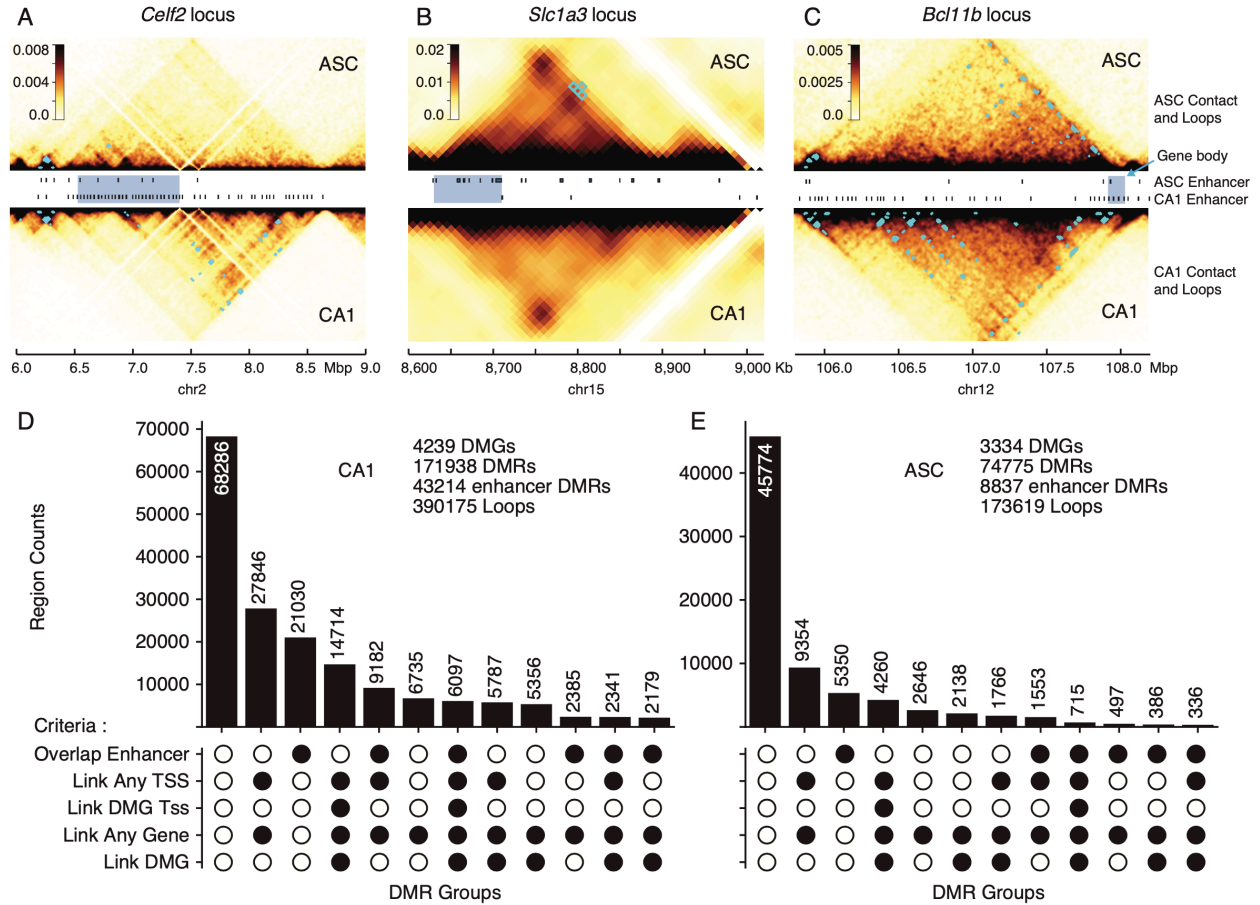 A
Celf2 locus
0.008
0.004
0.0
ASC
CA1
6.0 6.5 7.0 7.5 8.0 8.5 Mbp 9.0
chr2
B
Slc1a3 locus
0.02
0.01
0.0
ASC
CA1
8,600 8,700 8,800 8,900 9,000 Kb
chr15
C
Bcl11b locus
0.005
0.0025
0.0
ASC
CA1
106.0 106.5 107.0 107.5 108.0 Mbp
chr12
ASC Contact
and Loops
Gene body
ASC Enhancer
CA1 Enhancer
CA1 Contact
and Loops
D
Region Counts
70000
60000
50000
40000
30000
20000
10000
CA1
4239 DMGs
171938 DMRs
43214 enhancer DMRs
390175 Loops
68286 27846 21030 14714 9182 6735 6097 5787 5356 2385 2341 2179
Criteria :
Overlap Enhancer
Link Any TSS
Link DMG Tss
Link Any Gene
Link DMG
DMR Groups
E
40000
30000
20000
10000
ASC
3334 DMGs
74775 DMRs
8837 enhancer DMRs
173619 Loops
45774 9354 5350 4260 2646 2138 1766 1553 715 497 386 336
DMR Groups